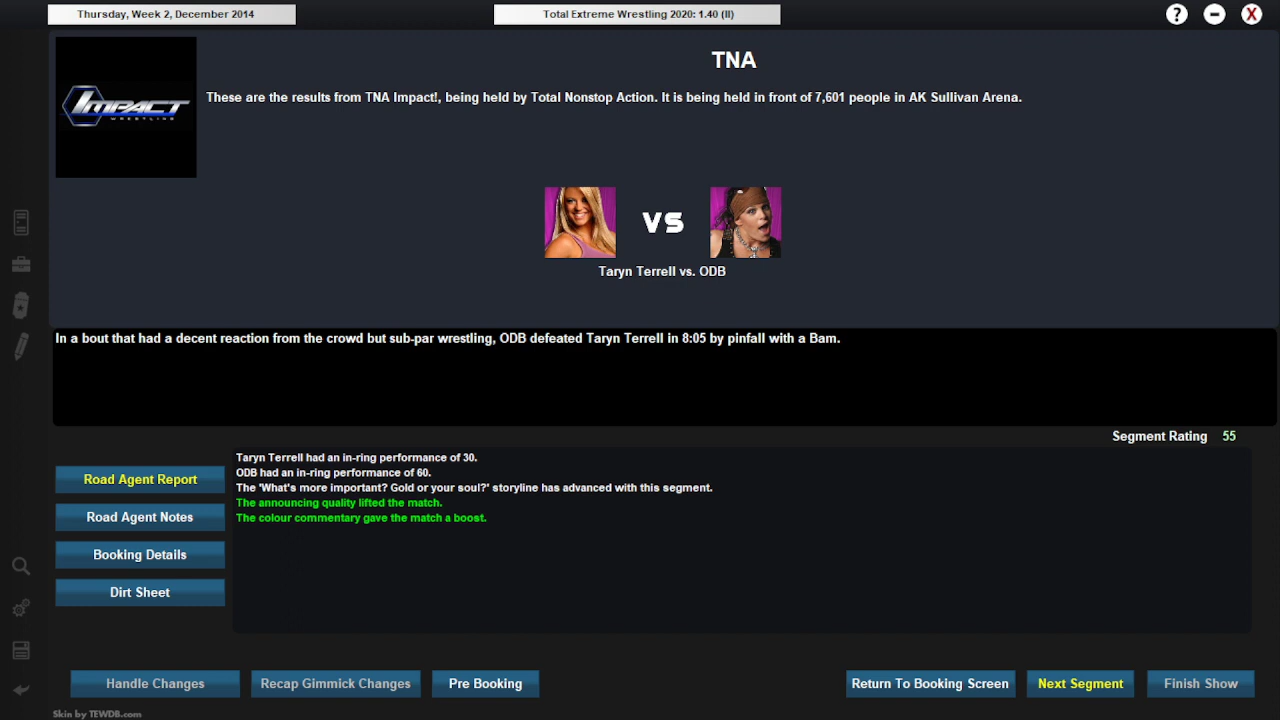 Thursday, Week 2, December 2014
Total Extreme Wrestling 2020: 1.40 (II)
?
X
TNA
IMPACT
WRESTLING
These are the results from TNA Impact!, being held by Total Nonstop Action. It is being held in front of 7,601 people in AK Sullivan Arena.
VS
Taryn Terrell vs. ODB
In a bout that had a decent reaction from the crowd but sub-par wrestling, ODB defeated Taryn Terrell in 8:05 by pinfall with a Bam.
Segment Rating 55
Road Agent Report
Road Agent Notes
Booking Details
Dirt Sheet
Taryn Terrell had an in-ring performance of 30.
ODB had an in-ring performance of 60.
The 'What's more important? Gold or your soul?' storyline has advanced with this segment.
The announcing quality lifted the match.
The colour commentary gave the match a boost.
Handle Changes
Recap Gimmick Changes
Pre Booking
Return To Booking Screen
Next Segment
Finish Show
Skin by TEWDB.com